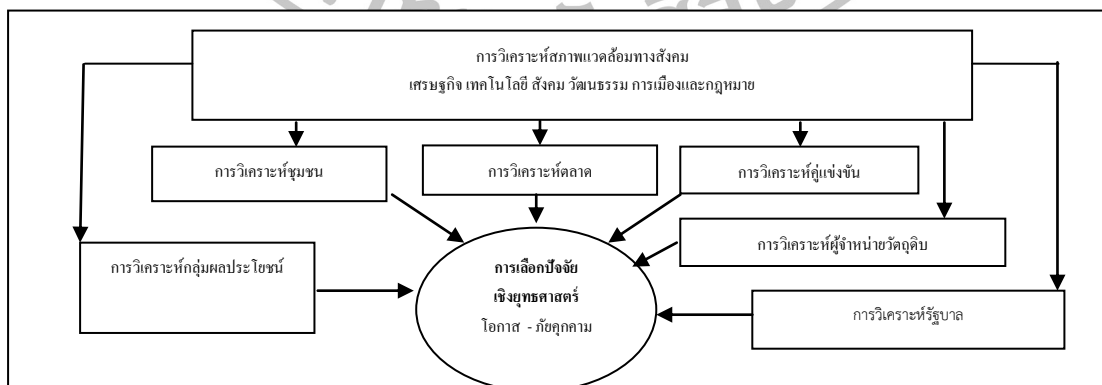 การวิเคราะห์สภาพแวดล้อมทางสังคม
เศรษฐกิจ เทคโนโลยี สังคม วัฒนธรรม การเมืองและกฎหมาย
การวิเคราะห์ชุมชน
การวิเคราะห์ตลาด
การวิเคราะห์คู่แข่งขัน
การวิเคราะห์ผู้จำหน่ายวัตถุดิบ
การวิเคราะห์กลุ่มผลประโยชน์
การเลือกปัจจัย
เชิงยุทธศาสตร์
โอกาส - ภัยคุกคาม
การวิเคราะห์รัฐบาล